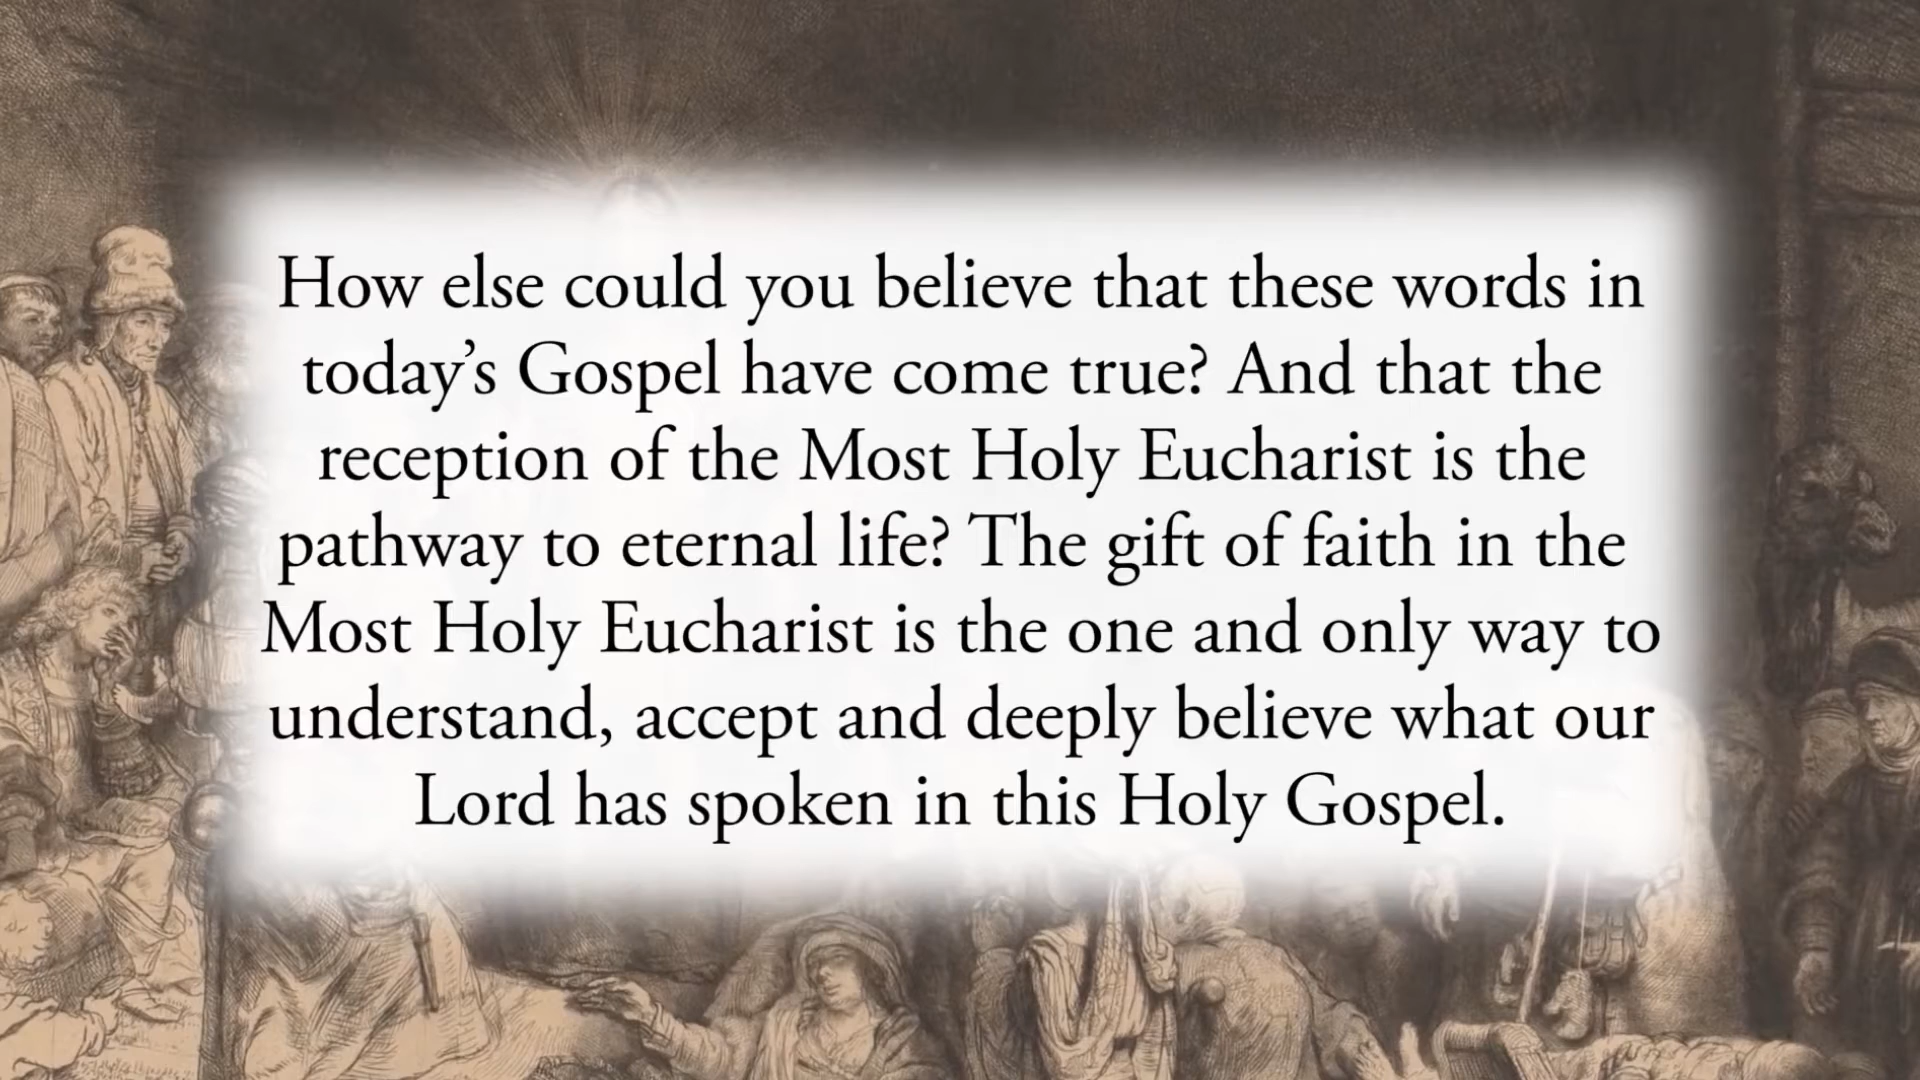 How else could you believe that these words in
today’s Gospel have come true? And that the
reception of the Most Holy Eucharist is the
pathway to eternal life? The gift of faith in the
Most Holy Eucharist is the one and only way to
understand, accept and deeply believe what our
Lord has spoken in this Holy Gospel.